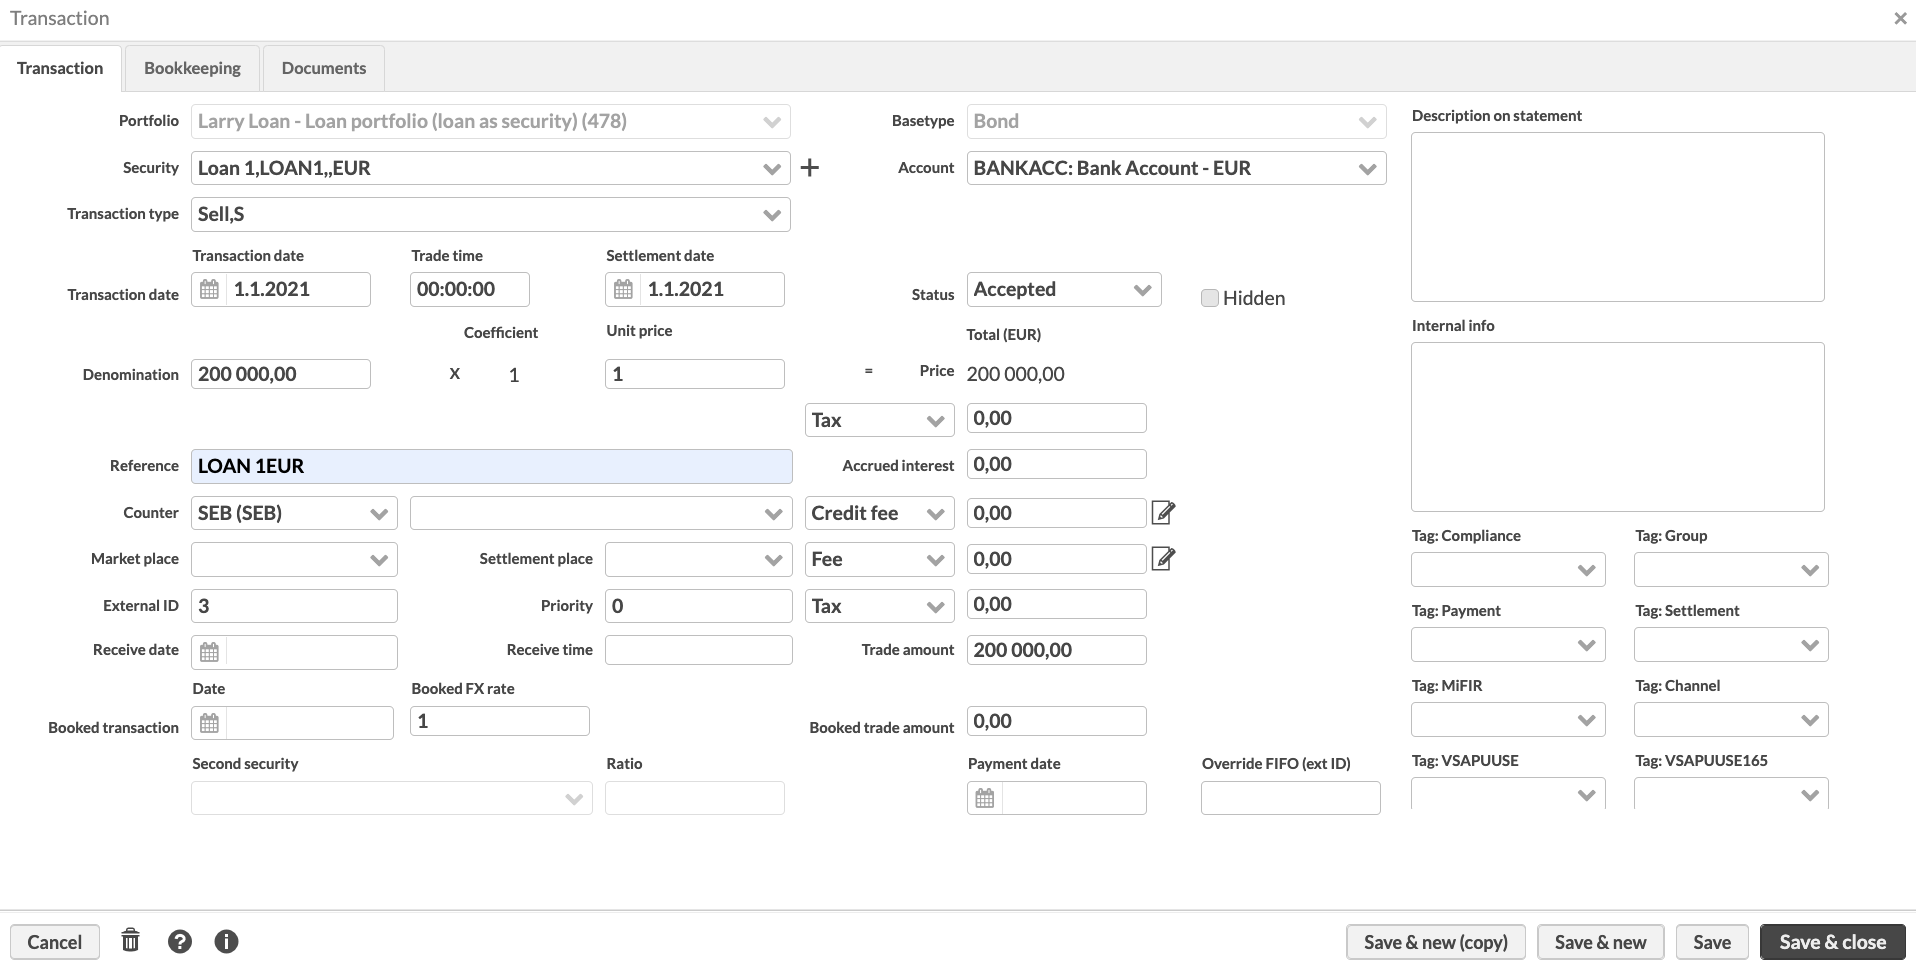 Transaction
Transaction Bookkeeping Documents
Portfolio Larry Loan - Loan portfolio (loan as security) (478) Basetype Bond Description on statement
Security Loan 1,LOAN1,,EUR Account BANKACC: Bank Account - EUR
Transaction type Sell,S
Transaction date Trade time Settlement date
Transaction date 1.1.2021 00:00:00 1.1.2021 Status Accepted Hidden
Coefficient Unit price Total (EUR) Internal info
Denomination 200 000,00 X 1 1 = Price 200 000,00
Tax 0,00
Reference LOAN 1EUR Accrued interest 0,00
Counter SEB (SEB) Credit fee 0,00
Tag: Compliance Tag: Group
Market place Settlement place Fee 0,00
External ID 3 Priority 0 Tax 0,00
Tag: Payment Tag: Settlement
Receive date Receive time Trade amount 200 000,00
Date Booked FX rate Tag: MiFIR Tag: Channel
Booked transaction 1 Booked trade amount 0,00
Second security Ratio Payment date Override FIFO (ext ID) Tag: VSAPUUSE Tag: VSAPUUSE165
Cancel Save & new (copy) Save & new Save Save & close